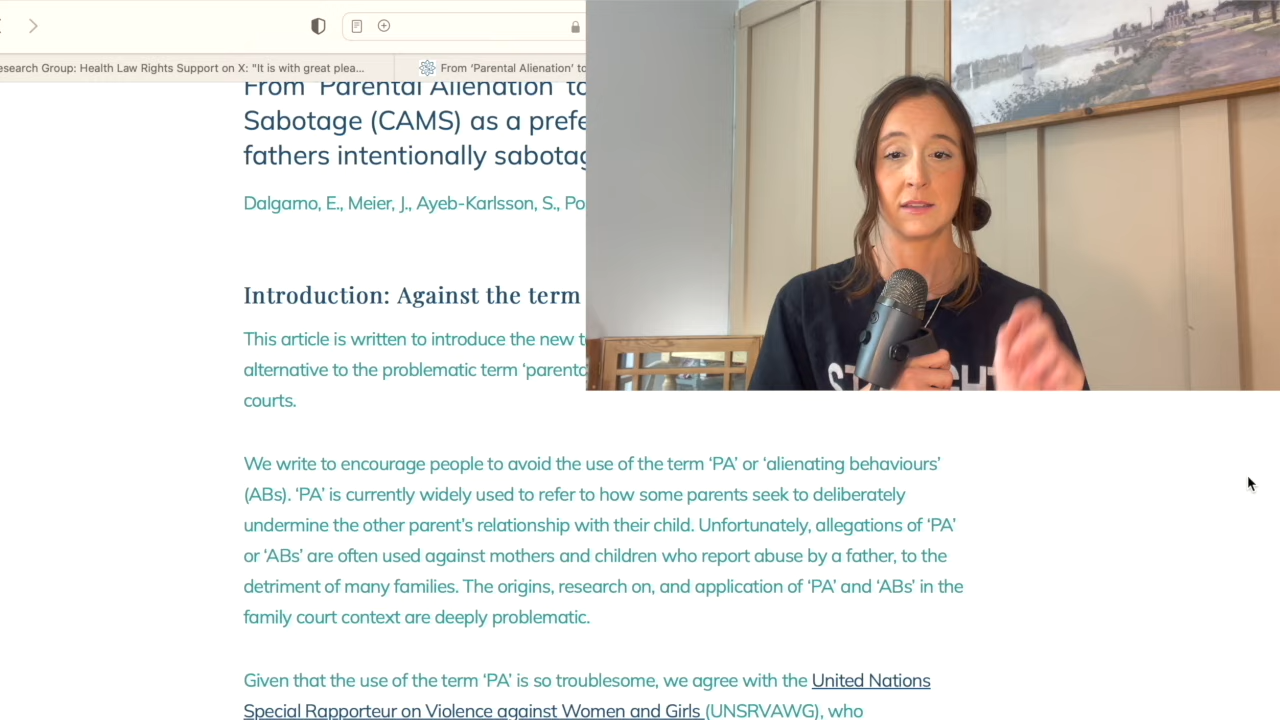 esearch Group: Health Law Rights Support on X: "It is with great plea...
From ‘Parental Alienation’ to
From ‘Parental Alienation’ to
Sabotage (CAMS) as a prefe
fathers intentionally sabotag
Dalgarno, E., Meier, J., Ayeb-Karlsson, S., Po
Introduction: Against the term
This article is written to introduce the new t
alternative to the problematic term ‘parenta
courts.
We write to encourage people to avoid the use of the term ‘PA’ or ‘alienating behaviours’
(ABs). ‘PA’ is currently widely used to refer to how some parents seek to deliberately
undermine the other parent’s relationship with their child. Unfortunately, allegations of ‘PA’
or ‘ABs’ are often used against mothers and children who report abuse by a father, to the
detriment of many families. The origins, research on, and application of ‘PA’ and ‘ABs’ in the
family court context are deeply problematic.
Given that the use of the term ‘PA’ is so troublesome, we agree with the United Nations
Special Rapporteur on Violence against Women and Girls (UNSRVAWG), who